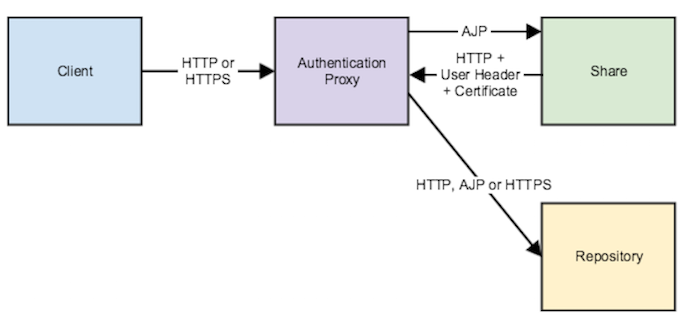 Client
HTTP or
HTTPS
Authentication
Proxy
AJP
HTTP +
User Header
+ Certificate
Share
HTTP, AJP or HTTPS
Repository